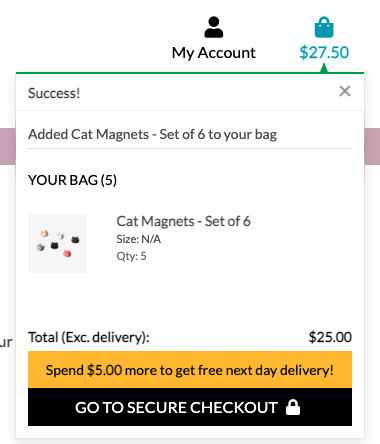 My Account
$27.50
Success!
Added Cat Magnets - Set of 6 to your bag
YOUR BAG (5)
Cat Magnets - Set of 6
Size: N/A
Qty: 5
ur
Total (Exc. delivery): $25.00
Spend $5.00 more to get free next day delivery!
GO TO SECURE CHECKOUT